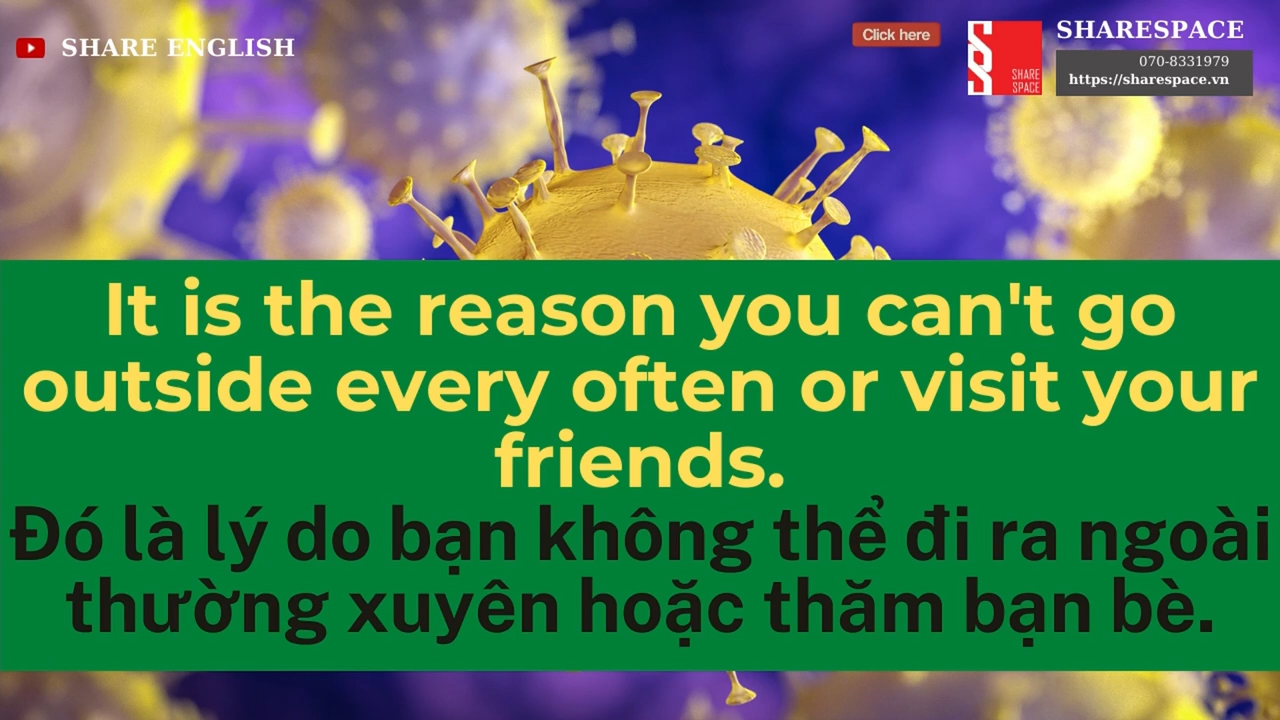 SHARE ENGLISH
Click here
SHARE
SPACE
SHARESPACE
070-8331979
https://sharespace.vn
It is the reason you can't go
outside every often or visit your
friends.
Đó là lý do bạn không thể đi ra ngoài
thường xuyên hoặc thăm bạn bè.